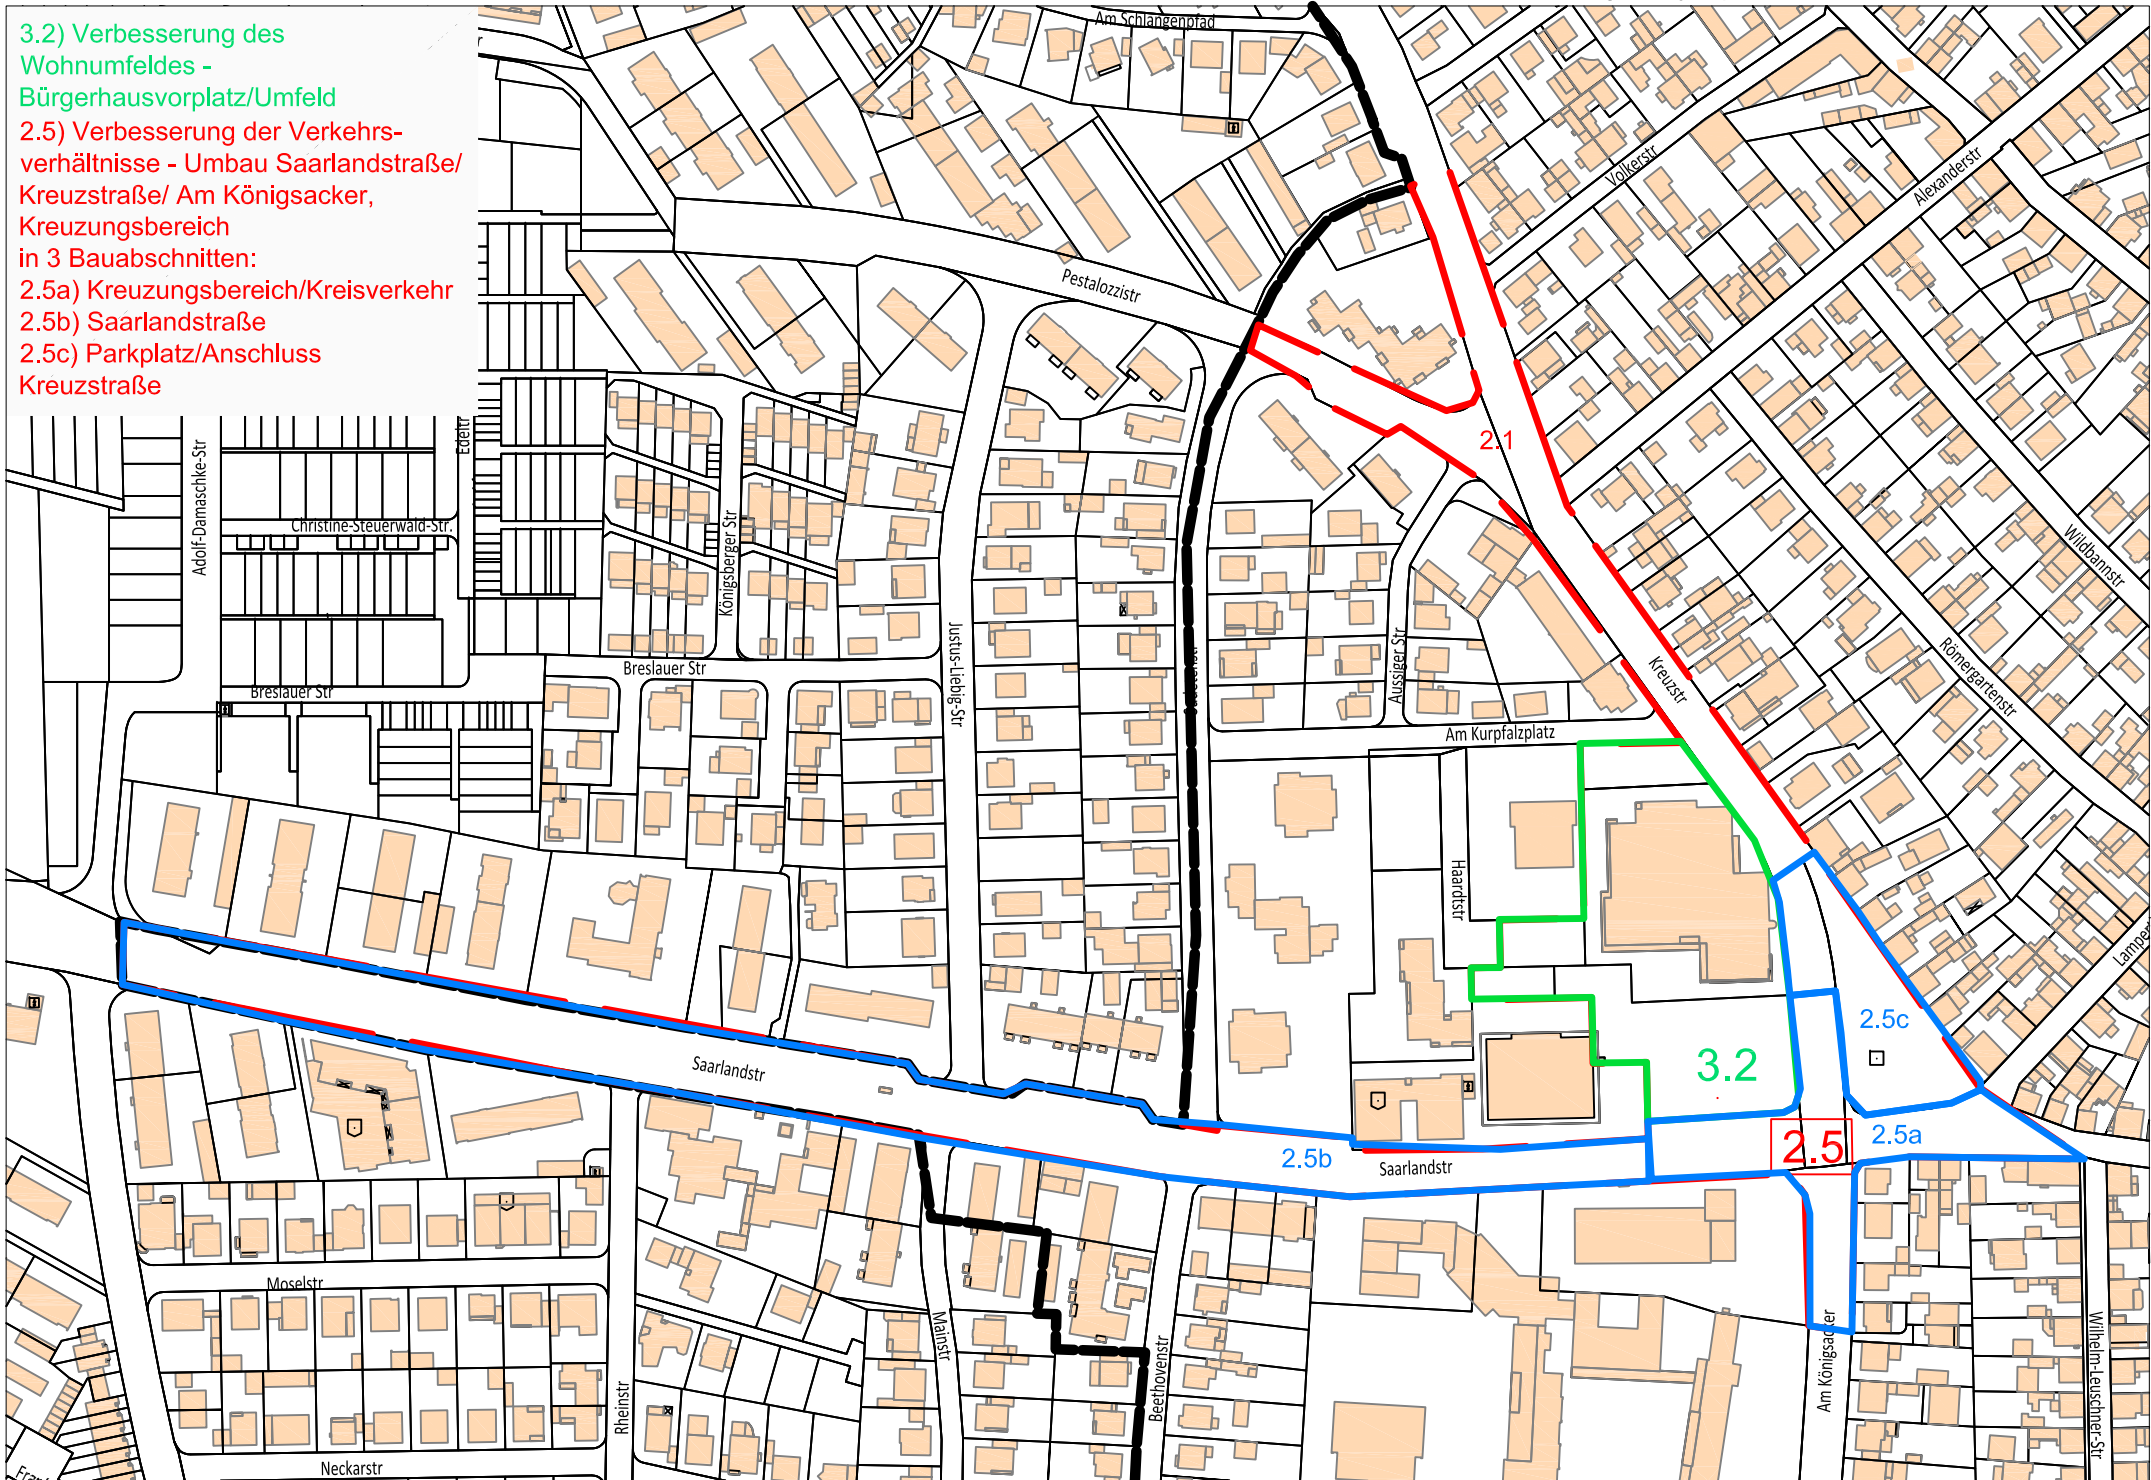 3.2) Verbesserung des
Wohnumfeldes -
Bürgerhausvorplatz/Umfeld
2.5) Verbesserung der Verkehrs-
verhältnisse - Umbau Saarlandstraße/
Kreuzstraße/ Am Königsacker,
Kreuzungsbereich
in 3 Bauabschnitten:
2.5a) Kreuzungsbereich/Kreisverkehr
2.5b) Saarlandstraße
2.5c) Parkplatz/Anschluss
Kreuzstraße
Am Schlangenpfad
Volkerstr
Alexanderstr
Pestalozzistr
2.1
Adolf-Damaschke-Str
Christine-Steuerwald-Str.
Königsberger Str
Wildbannstr
Breslauer Str
Breslauer Str
Justus-Liebig-Str
Aussiger Str
Kreuzstr
Römergartenstr
Am Kurpfalzplatz
Haardtstr
2.5c
3.2
Saarlandstr
2.5
2.5a
2.5b
Saarlandstr
Moselstr
Mainstr
Beethovenstr
Rheinstr
Am Königsacker
Wilhelm-Leuschner-Str
Neckarstr